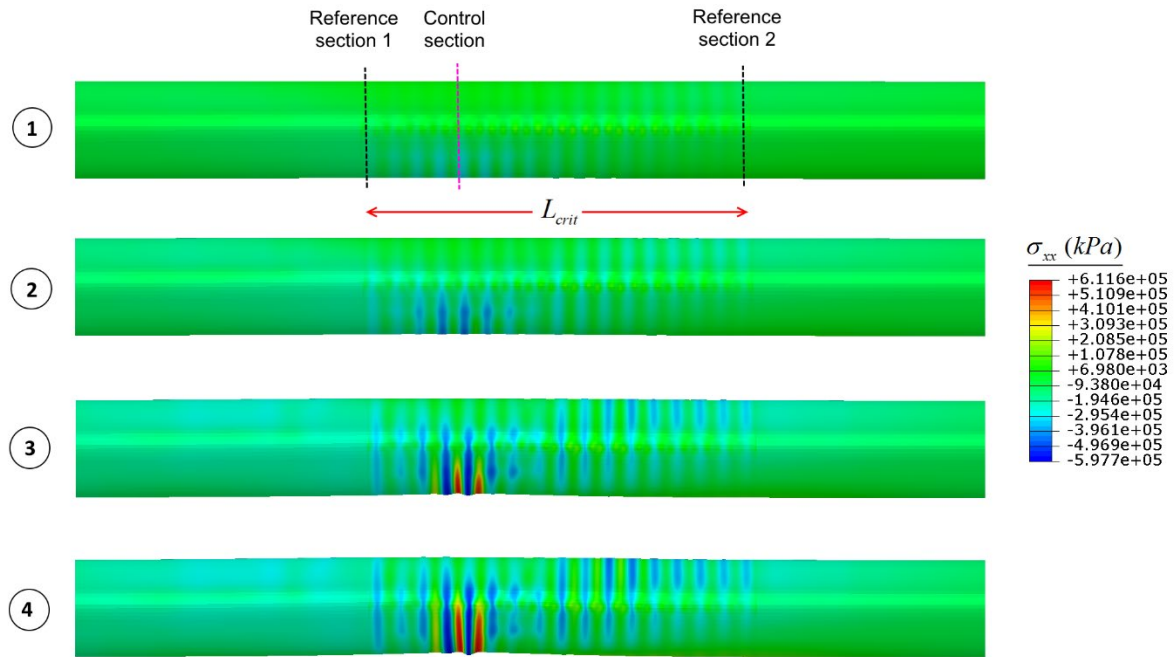 Reference
section 1
Control
section
Reference
section 2
1
L_crit
2
σ_xx (kPa)
+6.116e+05
+5.109e+05
+4.101e+05
+3.093e+05
+2.085e+05
+1.078e+05
+6.980e+03
-9.380e+04
-1.946e+05
-2.954e+05
-3.961e+05
-4.969e+05
-5.977e+05
3
4